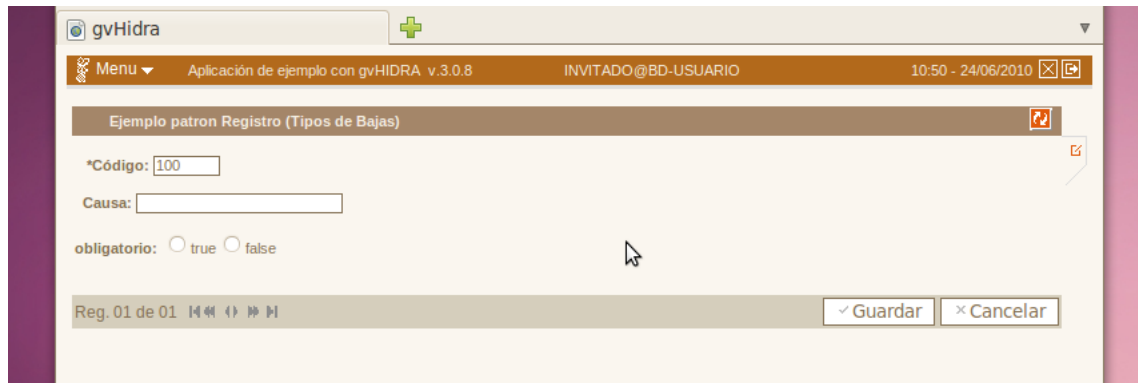 gvHidra
Menu Aplicación de ejemplo con gvHIDRA v.3.0.8 INVITADO@BD-USUARIO 10:50 - 24/06/2010
Ejemplo patron Registro (Tipos de Bajas)
*Código: 100
Causa:
obligatorio: true false
Reg. 01 de 01 Guardar Cancelar